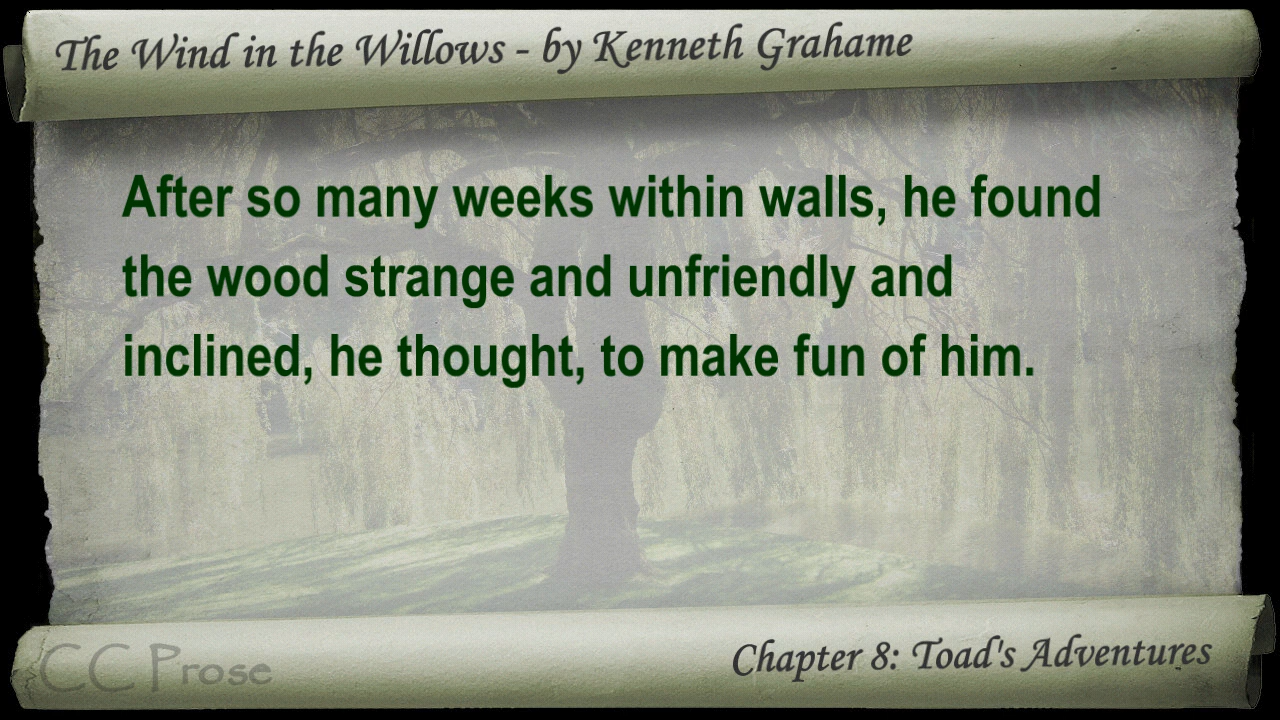 The Wind in the Willows - by Kenneth Grahame
After so many weeks within walls, he found
the wood strange and unfriendly and
inclined, he thought, to make fun of him.
CC Prose
Chapter 8: Toad's Adventures